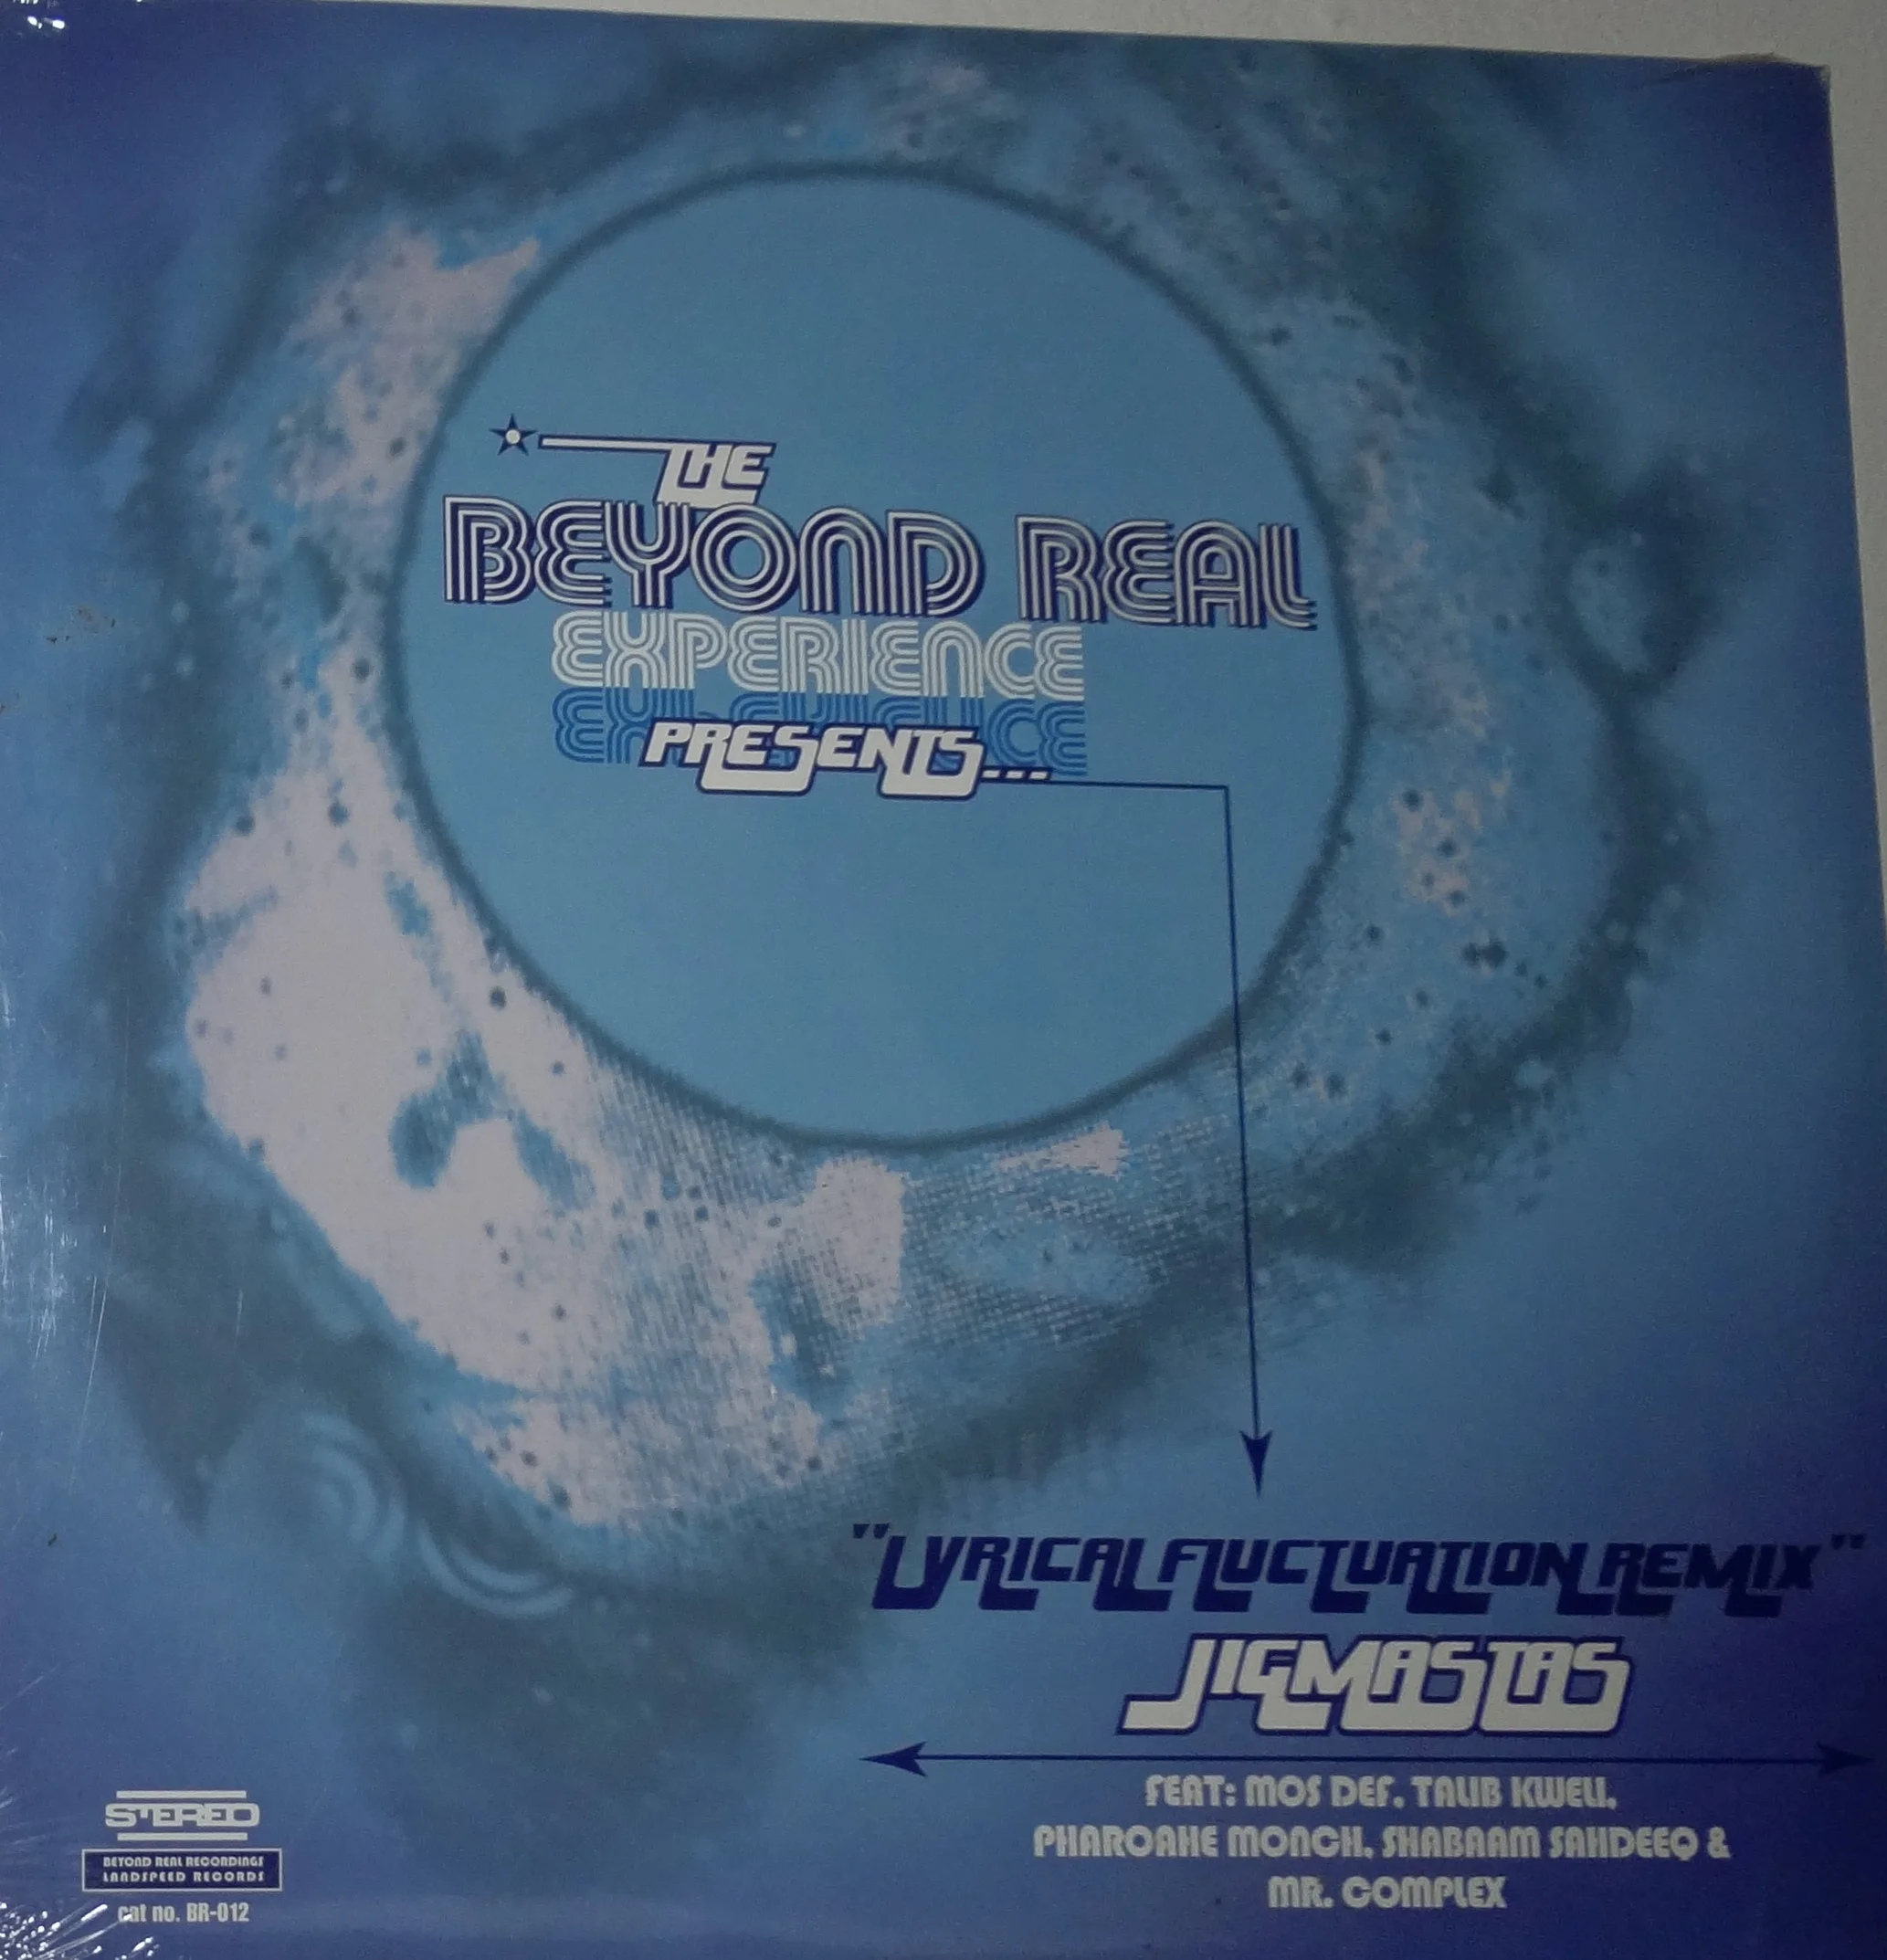 THE
BEYOND REAL
EXPERIENCE
PRESENTS...
"LYRICAL FLUCTUATION REMIX"
JIGMASTAS
FEAT: MOS DEF, TALIB KWELI,
PHAROAHE MONCH, SHABAAM SAHDEEQ &
MR. COMPLEX
STEREO
BEYOND REAL RECORDINGS
LANDSPEED RECORDS
cat no. BR-012